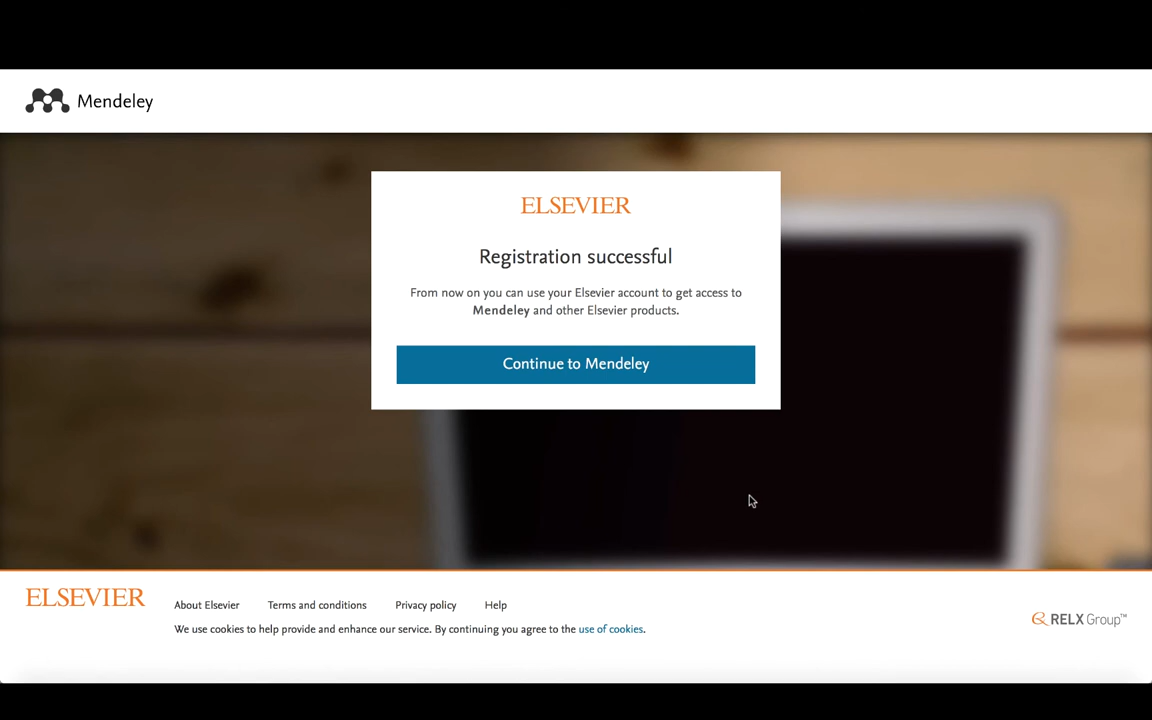 Mendeley
ELSEVIER
Registration successful
From now on you can use your Elsevier account to get access to
Mendeley and other Elsevier products.
Continue to Mendeley
ELSEVIER
About Elsevier Terms and conditions Privacy policy Help
We use cookies to help provide and enhance our service. By continuing you agree to the use of cookies.
RELX Group™